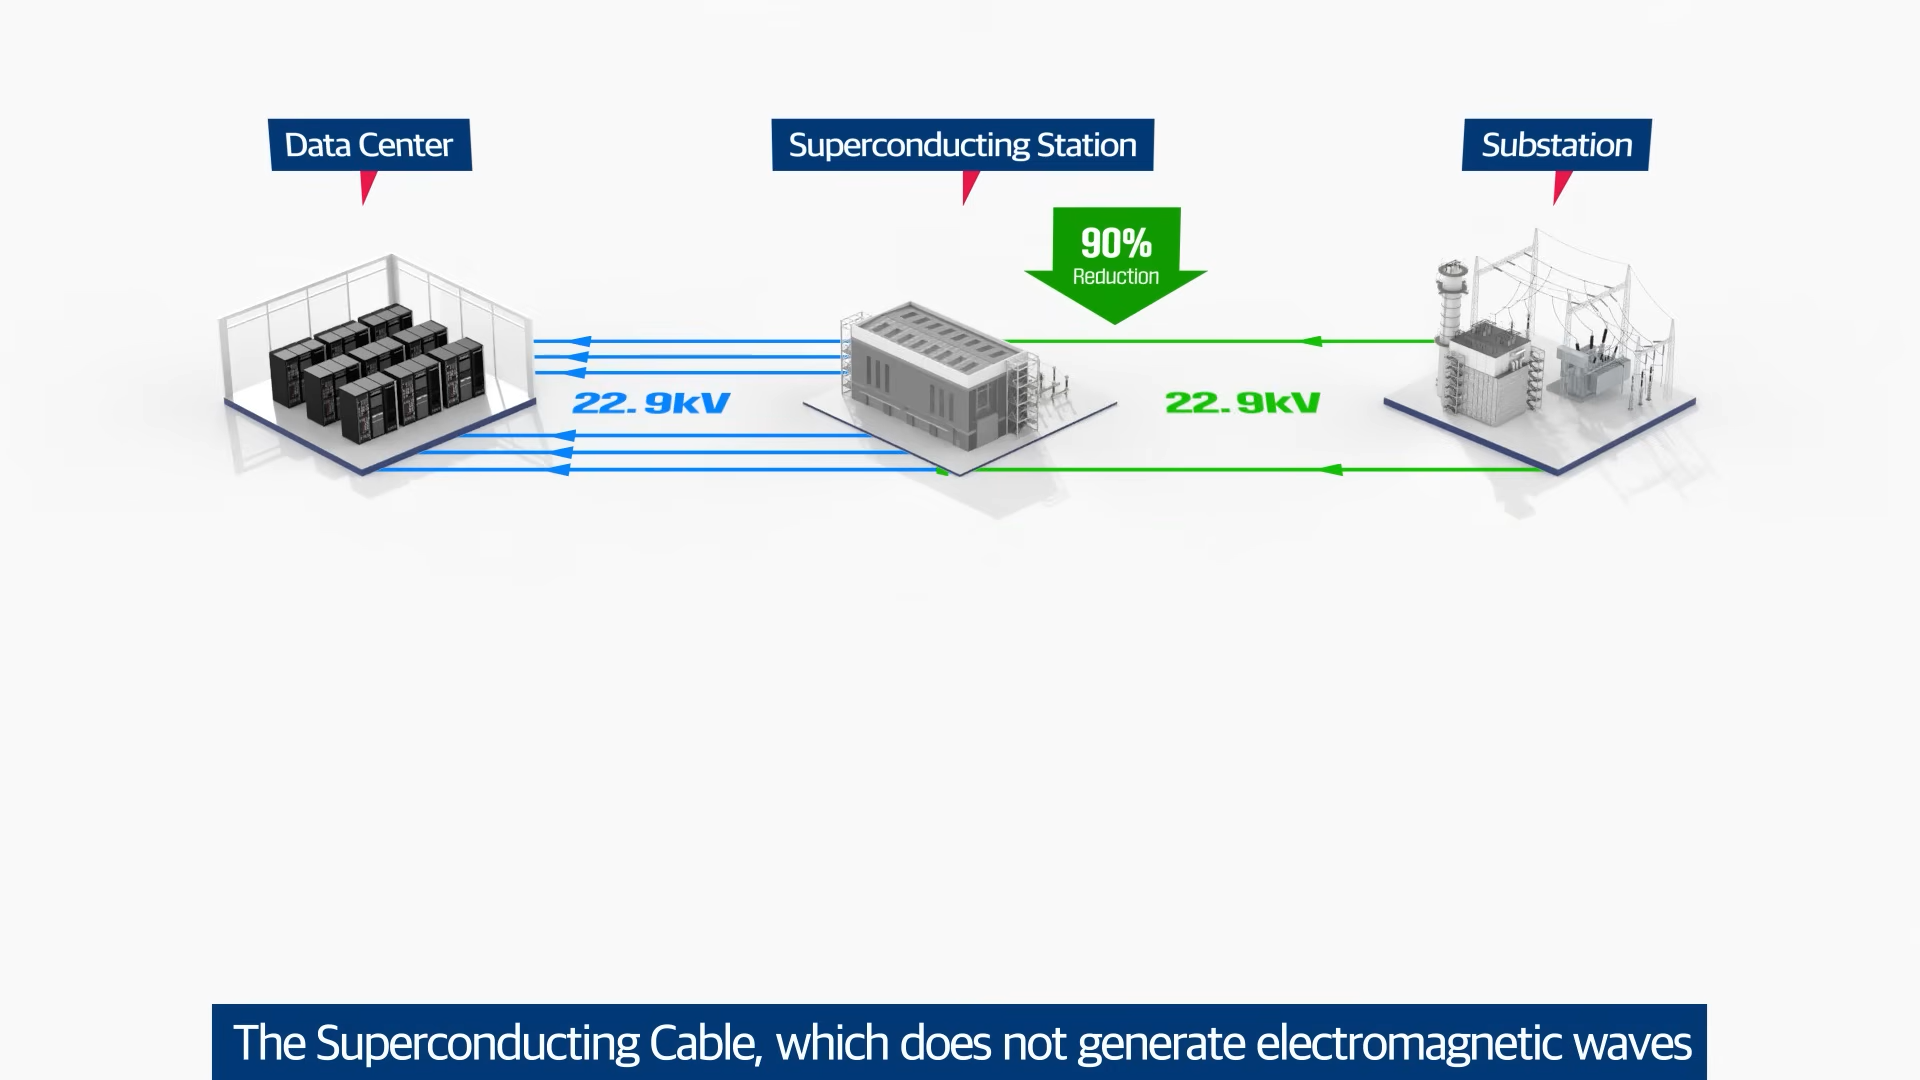 Data Center
Superconducting Station
Substation
90%
Reduction
22.9kV
22.9kV
The Superconducting Cable, which does not generate electromagnetic waves